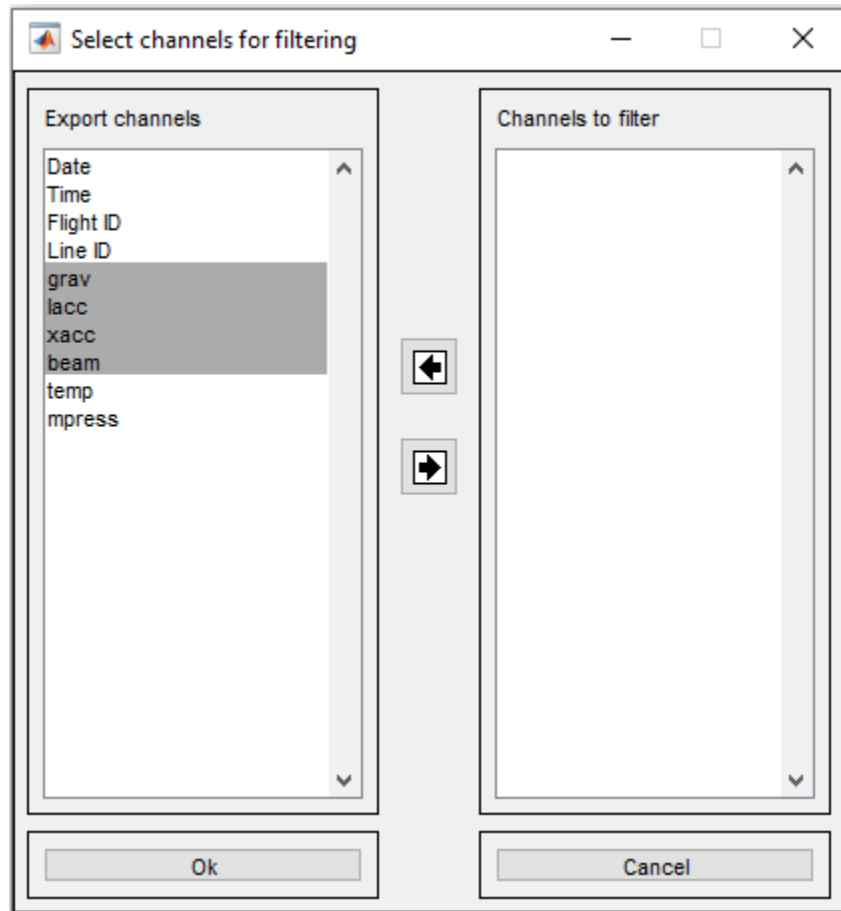 Select channels for filtering
Export channels
Date
Time
Flight ID
Line ID
grav
lacc
xacc
beam
temp
mpress
Channels to filter
Ok
Cancel